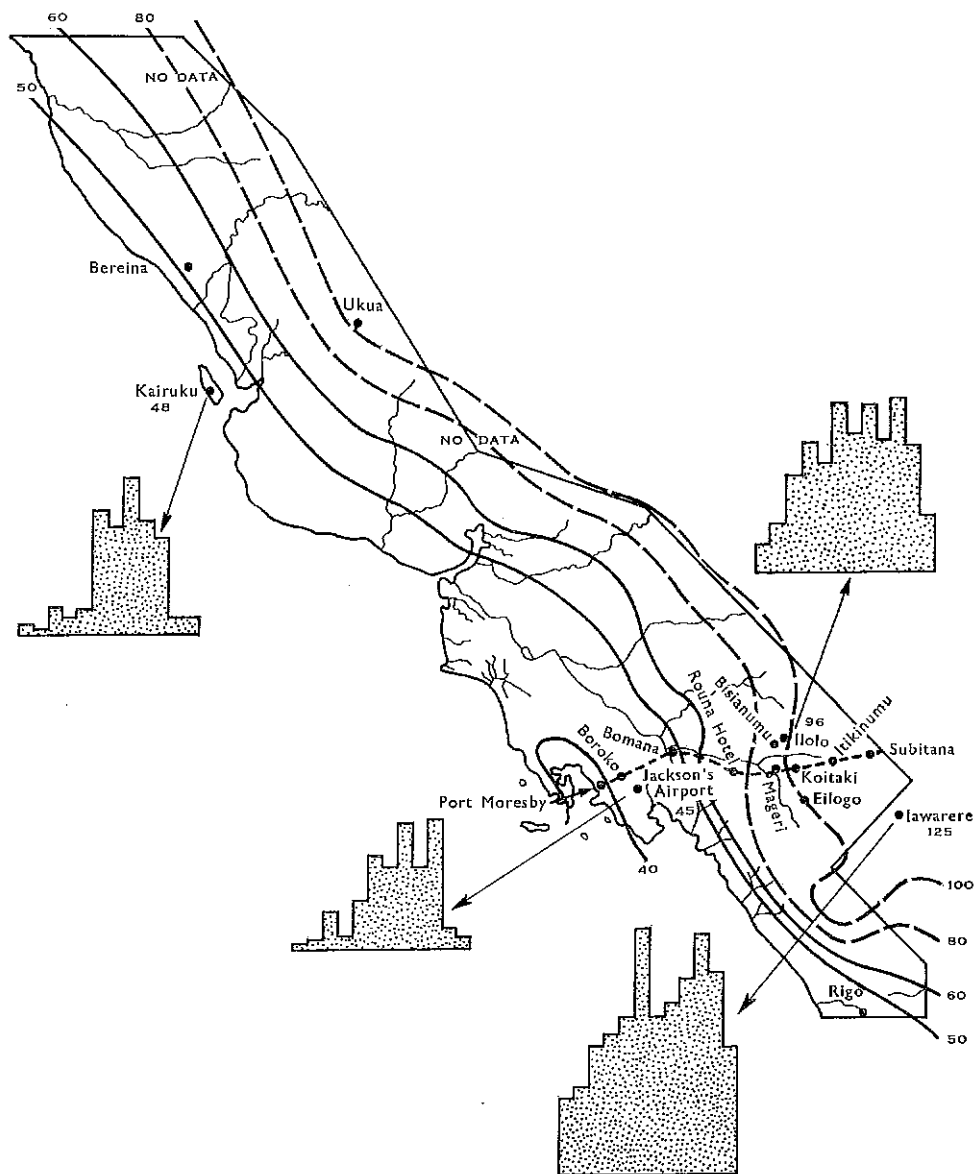 60
80
50
NO DATA
Bereina
Ukua
Kairuku
48
NO DATA
Bomana
Rouna Hotel
Bisianumu
96
Ilolo
Itikinumu
Subitana
Boroko
Port Moresby
Jackson's
Airport
45
Mageri
Koitaki
Eilogo
Iawarere
125
40
100
80
60
50
Rigo